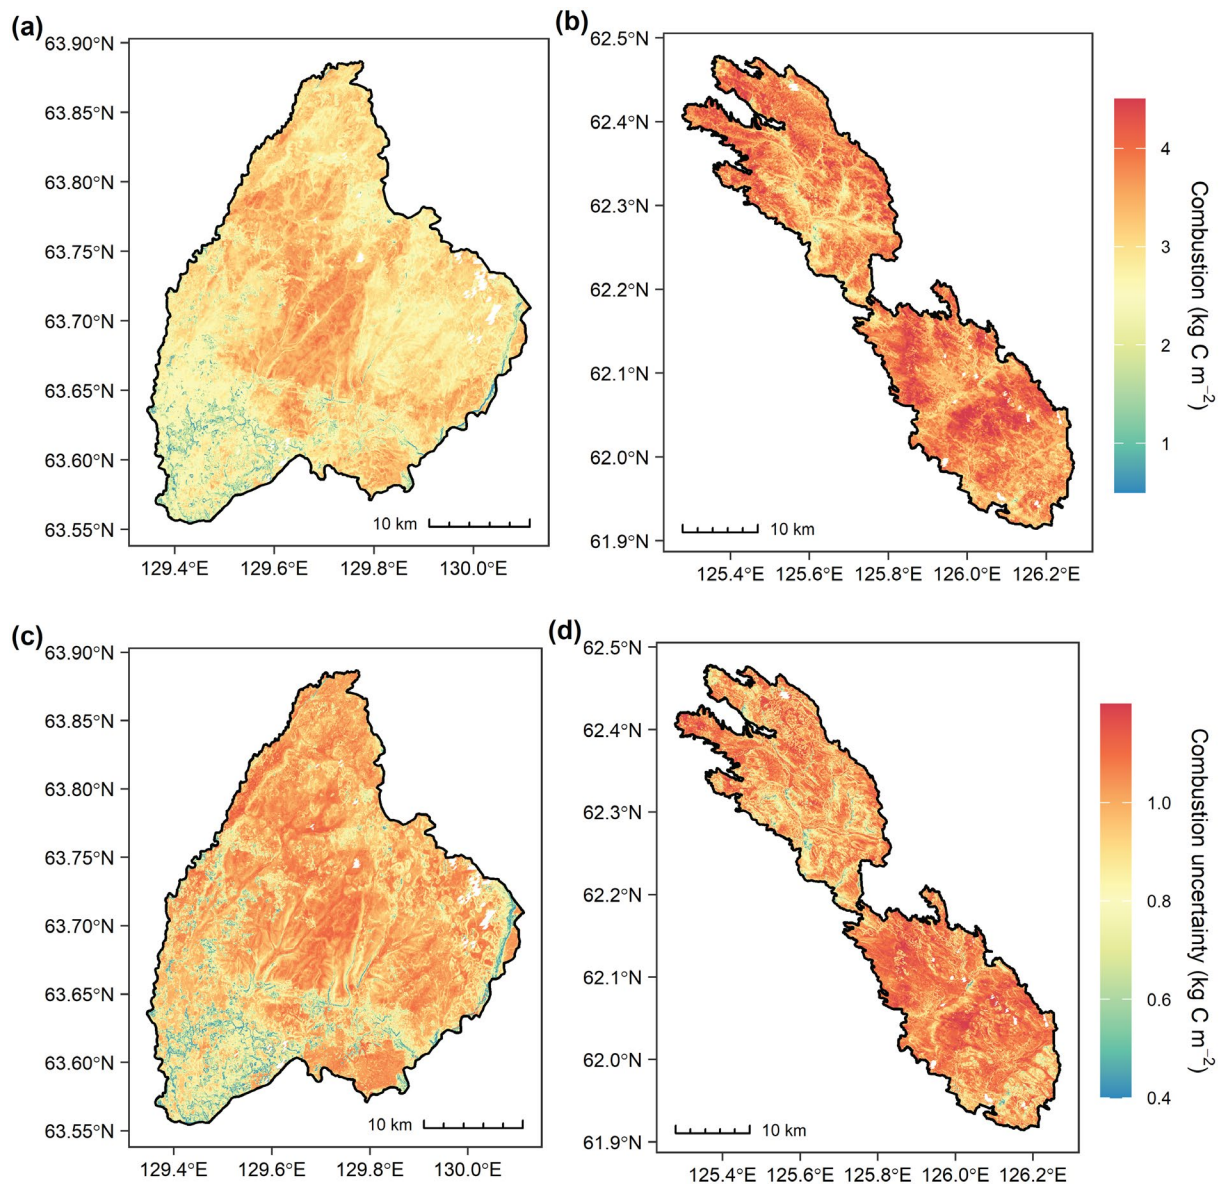 (a)
63.90°N
63.85°N
63.80°N
63.75°N
63.70°N
63.65°N
63.60°N
63.55°N
10 km
129.4°E 129.6°E 129.8°E 130.0°E
(b)
62.5°N
62.4°N
62.3°N
62.2°N
62.1°N
62.0°N
61.9°N
10 km
125.4°E 125.6°E 125.8°E 126.0°E 126.2°E
4
3
2
1
Combustion (kg C m⁻²)
(c)
63.90°N
63.85°N
63.80°N
63.75°N
63.70°N
63.65°N
63.60°N
63.55°N
10 km
129.4°E 129.6°E 129.8°E 130.0°E
(d)
62.5°N
62.4°N
62.3°N
62.2°N
62.1°N
62.0°N
61.9°N
10 km
125.4°E 125.6°E 125.8°E 126.0°E 126.2°E
1.0
0.8
0.6
0.4
Combustion uncertainty (kg C m⁻²)